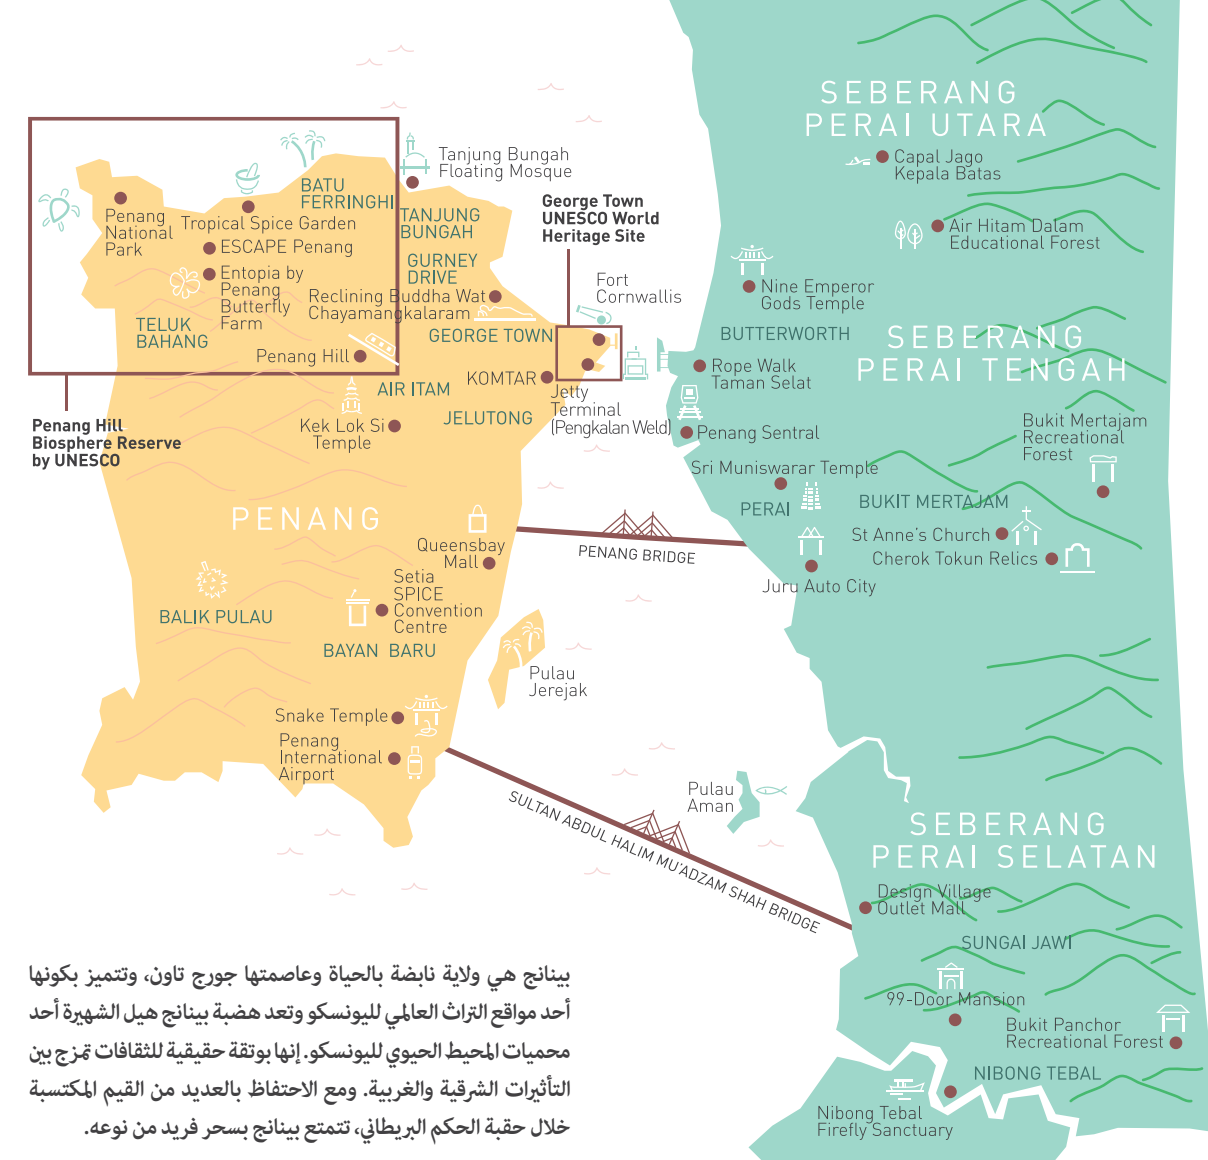 SEBERANG
PERAI UTARA
Capal Jago
Kepala Batas
Air Hitam Dalam
Educational Forest
Tanjung Bungah
Floating Mosque
BATU
FERRINGHI
Penang
National
Park
Tropical Spice Garden
ESCAPE Penang
Entopia by
Penang
Butterfly
Farm
TELUK
BAHANG
TANJUNG
BUNGAH
GURNEY
DRIVE
Reclining Buddha Wat
Chayamangkalaram
GEORGE TOWN
Penang Hill
George Town
UNESCO World
Heritage Site
Fort
Cornwallis
Nine Emperor
Gods Temple
BUTTERWORTH
SEBERANG
PERAI TENGAH
Rope Walk
Taman Selat
AIR ITAM
KOMTAR
Jetty
Terminal
(Pengkalan Weld)
JELUTONG
Kek Lok Si
Temple
Penang Hill
Biosphere Reserve
by UNESCO
Penang Sentral
Bukit Mertajam
Recreational
Forest
Sri Muniswarar Temple
PERAI
BUKIT MERTAJAM
St Anne's Church
Cherok Tokun Relics
Juru Auto City
PENANG
PENANG BRIDGE
Queensbay
Mall
Setia
SPICE
Convention
Centre
BALIK PULAU
BAYAN BARU
Pulau
Jerejak
Snake Temple
Penang
International
Airport
SULTAN ABDUL HALIM MU'ADZAM SHAH BRIDGE
Pulau
Aman
SEBERANG
PERAI SELATAN
Design Village
Outlet Mall
SUNGAI JAWI
99-Door Mansion
Bukit Panchor
Recreational Forest
NIBONG TEBAL
Nibong Tebal
Firefly Sanctuary
بينانج هي ولاية نابضة بالحياة وعاصمتها جورج تاون، وتتميز بكونها
أحد مواقع التراث العالمي لليونسكو وتعد هضبة بينانج هيل الشهيرة أحد
محميات المحيط الحيوي لليونسكو. إنها بوتقة حقيقية للثقافات تمزج بين
التأثيرات الشرقية والغربية. ومع الاحتفاظ بالعديد من القيم المكتسبة
خلال حقبة الحكم البريطاني، تتمتع بينانج بسحر فريد من نوعه.